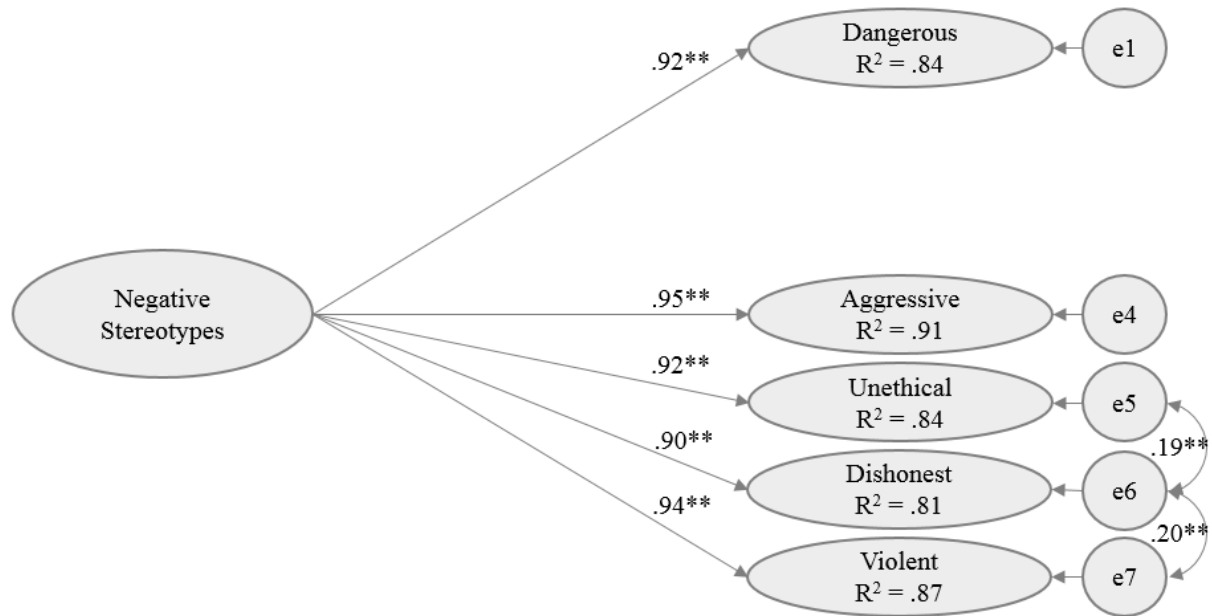 Dangerous
R² = .84
e1
.92**
Negative
Stereotypes
.95**
Aggressive
R² = .91
e4
.92**
Unethical
R² = .84
e5
.90**
.19**
Dishonest
R² = .81
e6
.94**
.20**
Violent
R² = .87
e7